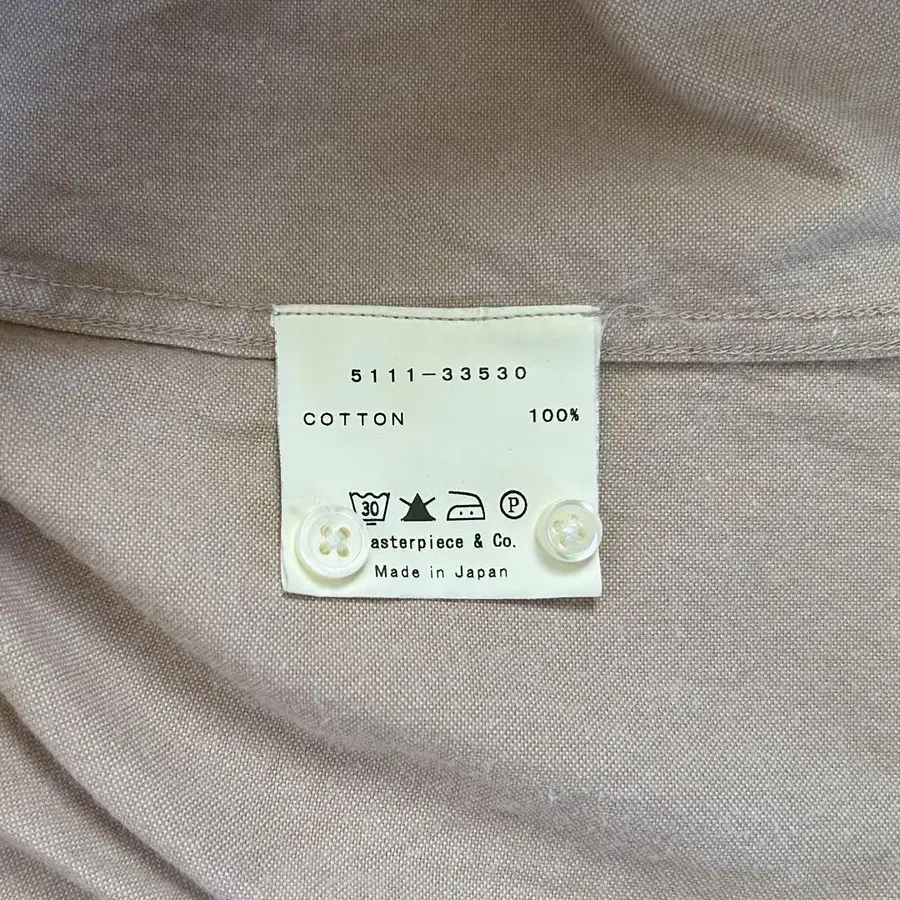 5111-33530
COTTON 100%
30 P
asterpiece & Co.
Made in Japan